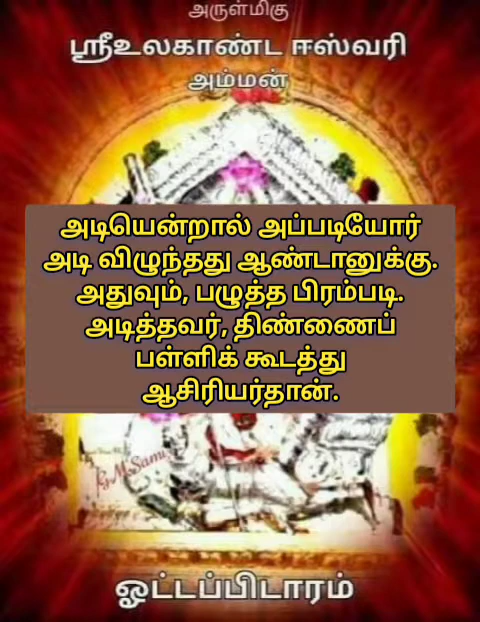 அருள்மிகு
ஸ்ரீஉலகாண்ட ஈஸ்வரி
அம்மன்
அடியென்றால் அப்படியோர்
அடி விழுந்தது ஆண்டானுக்கு.
அதுவும், பழுத்த பிரம்படி.
அடித்தவர், திண்ணைப்
பள்ளிக் கூடத்து
ஆசிரியர்தான்.
G.M.Samy
ஓட்டப்பிடாரம்